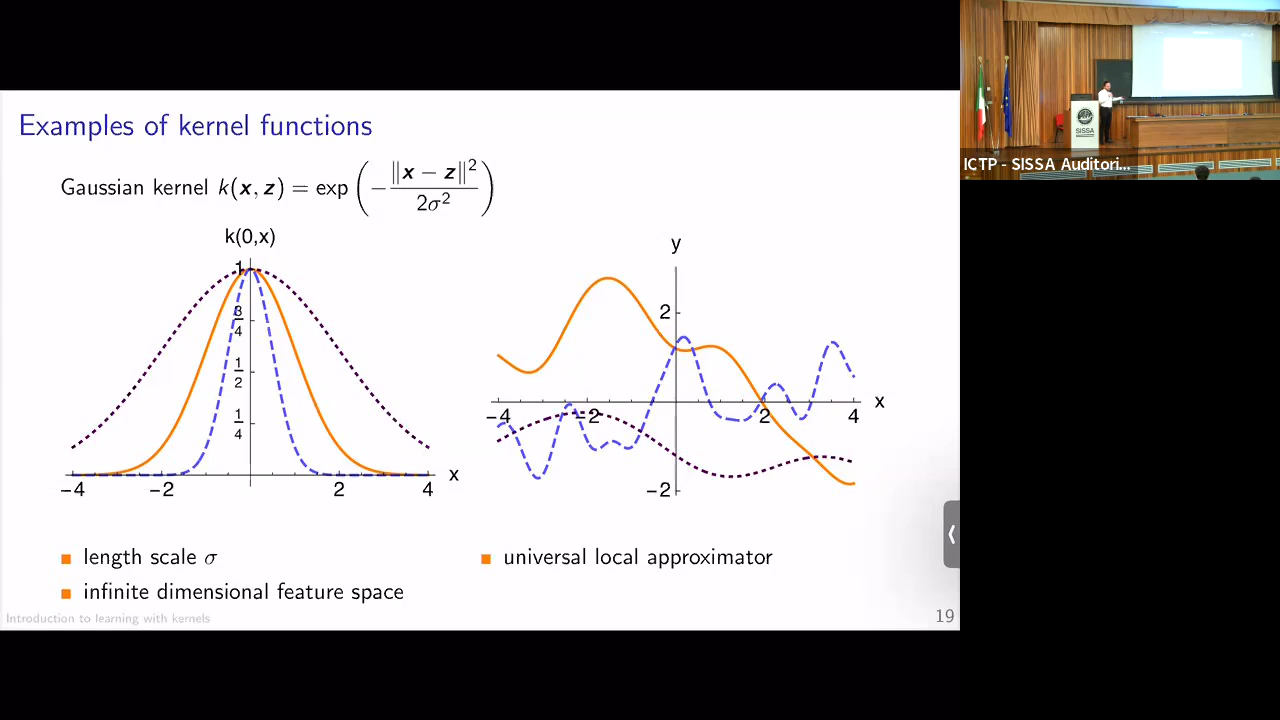 Examples of kernel functions
Gaussian kernel k(x, z) = exp(−‖x − z‖² / 2σ²)
k(0,x)
1
3/4
1/2
1/4
−4 −2 2 4 x
y
2
−4 −2 2 4 x
−2
■ length scale σ
■ infinite dimensional feature space
■ universal local approximator
Introduction to learning with kernels
19
SISSA
ICTP - SISSA Auditori...